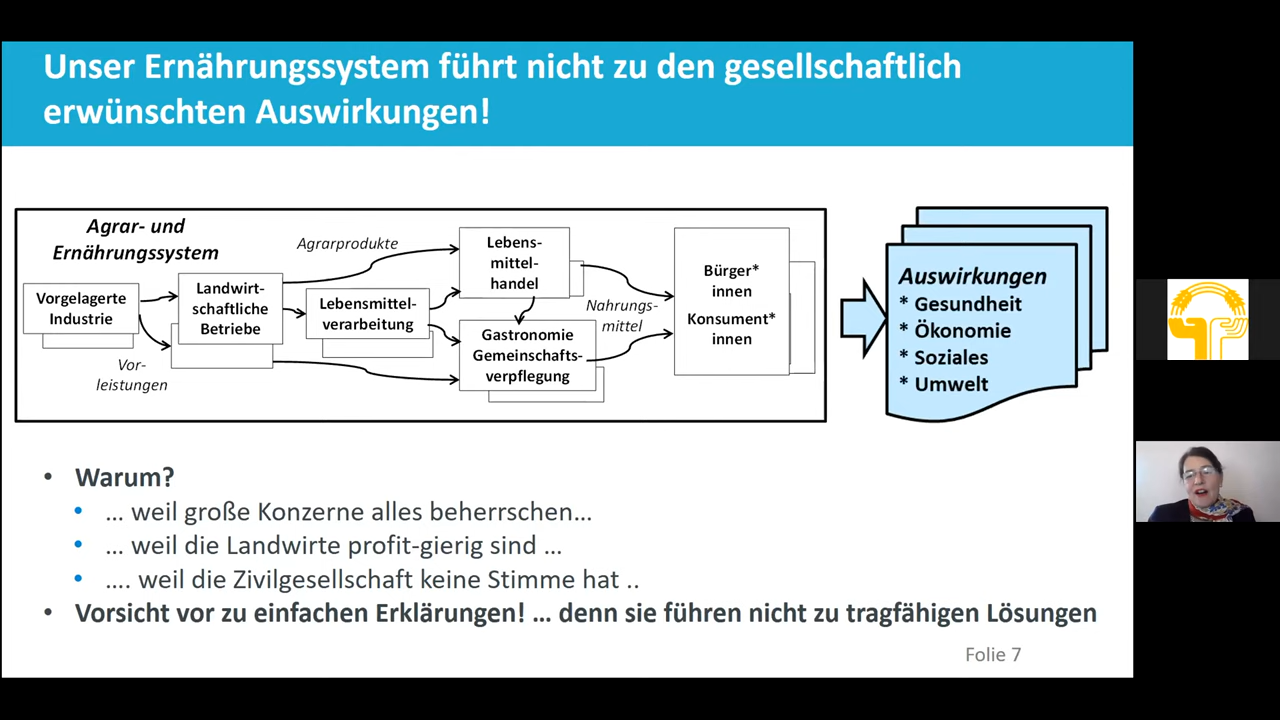 Unser Ernährungssystem führt nicht zu den gesellschaftlich
erwünschten Auswirkungen!
Agrar- und
Ernährungssystem
Vorgelagerte
Industrie
Vor-
leistungen
Landwirt-
schaftliche
Betriebe
Agrarprodukte
Lebensmittel-
verarbeitung
Lebens-
mittel-
handel
Gastronomie
Gemeinschafts-
verpflegung
Nahrungs-
mittel
Bürger*
innen
Konsument*
innen
Auswirkungen
* Gesundheit
* Ökonomie
* Soziales
* Umwelt
• Warum?
• ... weil große Konzerne alles beherrschen...
• ... weil die Landwirte profit-gierig sind ...
• .... weil die Zivilgesellschaft keine Stimme hat ..
• Vorsicht vor zu einfachen Erklärungen! ... denn sie führen nicht zu tragfähigen Lösungen
Folie 7